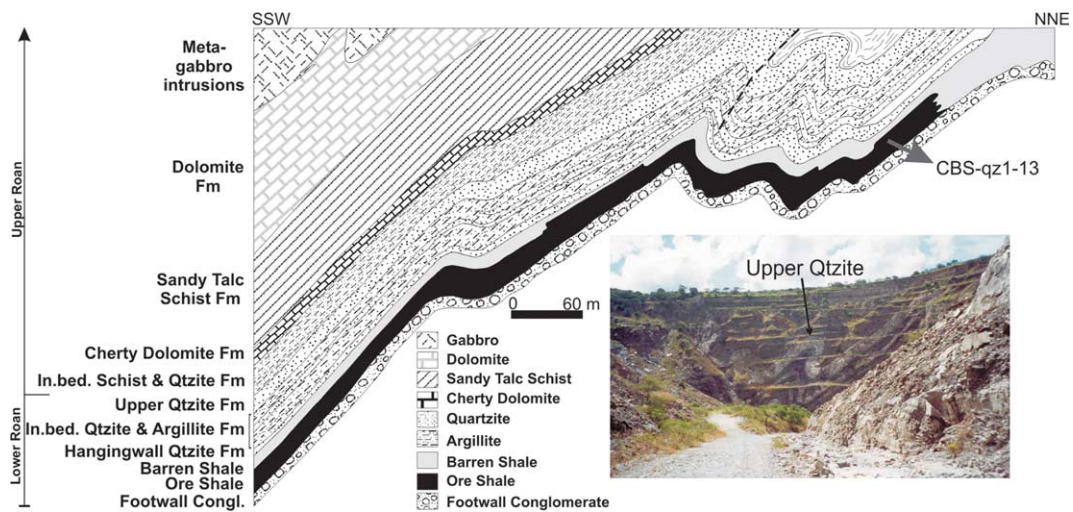 SSW
NNE
Meta-
gabbro
intrusions
Dolomite
Fm
Sandy Talc
Schist Fm
Cherty Dolomite Fm
In.bed. Schist & Qtzite Fm
Upper Qtzite Fm
In.bed. Qtzite & Argillite Fm
Hangingwall Qtzite Fm
Barren Shale
Ore Shale
Footwall Congl.
Upper Roan
Lower Roan
CBS-qz1-13
0 60 m
Gabbro
Dolomite
Sandy Talc Schist
Cherty Dolomite
Quartzite
Argillite
Barren Shale
Ore Shale
Footwall Conglomerate
Upper Qtzite